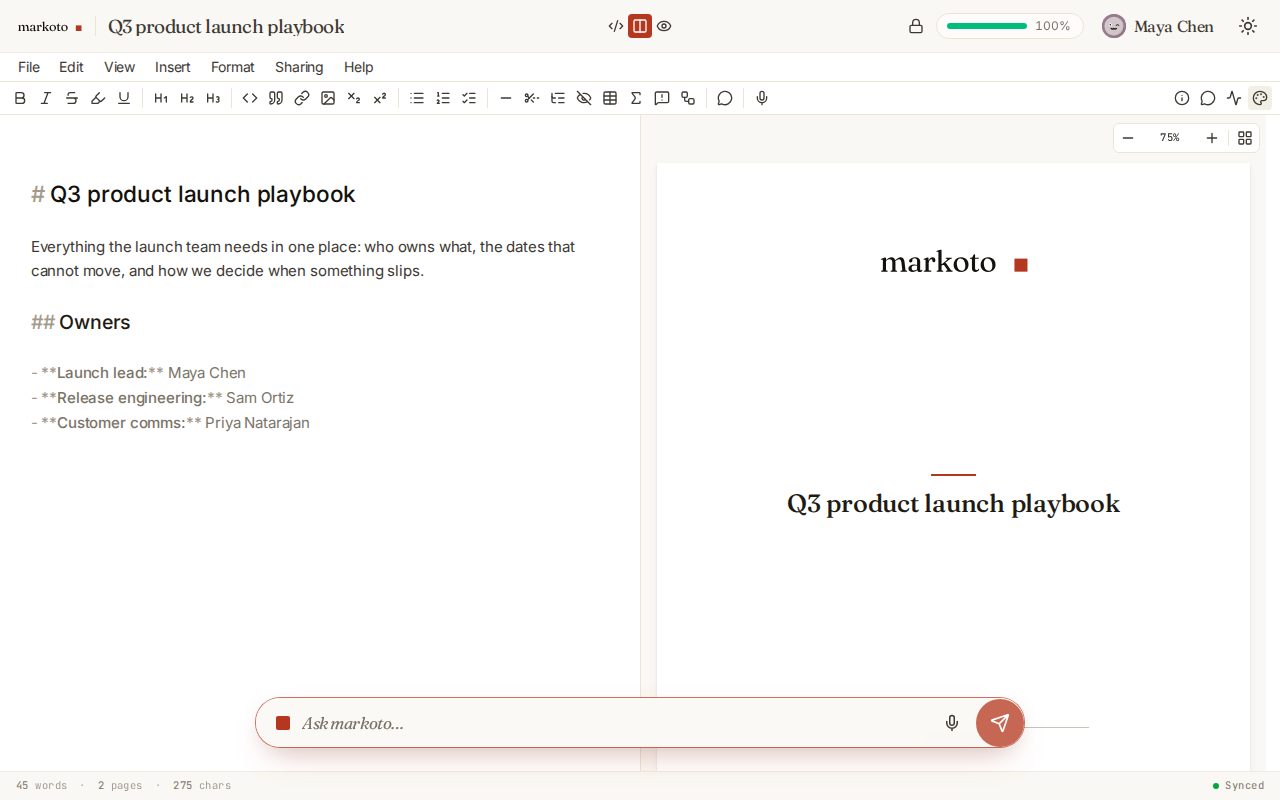 markoto
Q3 product launch playbook
100%
Maya Chen
File Edit View Insert Format Sharing Help
H1 H2 H3
75%
# Q3 product launch playbook
Everything the launch team needs in one place: who owns what, the dates that
cannot move, and how we decide when something slips.
## Owners
- **Launch lead:** Maya Chen
- **Release engineering:** Sam Ortiz
- **Customer comms:** Priya Natarajan
markoto
Q3 product launch playbook
Ask markoto...
45 words · 2 pages · 275 chars
Synced